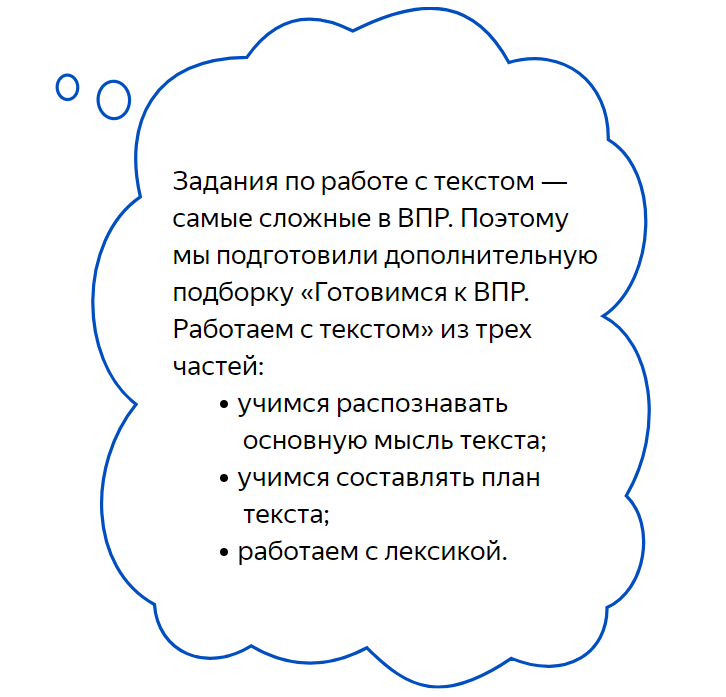 Задания по работе с текстом —
самые сложные в ВПР. Поэтому
мы подготовили дополнительную
подборку «Готовимся к ВПР.
Работаем с текстом» из трех
частей:
• учимся распознавать
основную мысль текста;
• учимся составлять план
текста;
• работаем с лексикой.